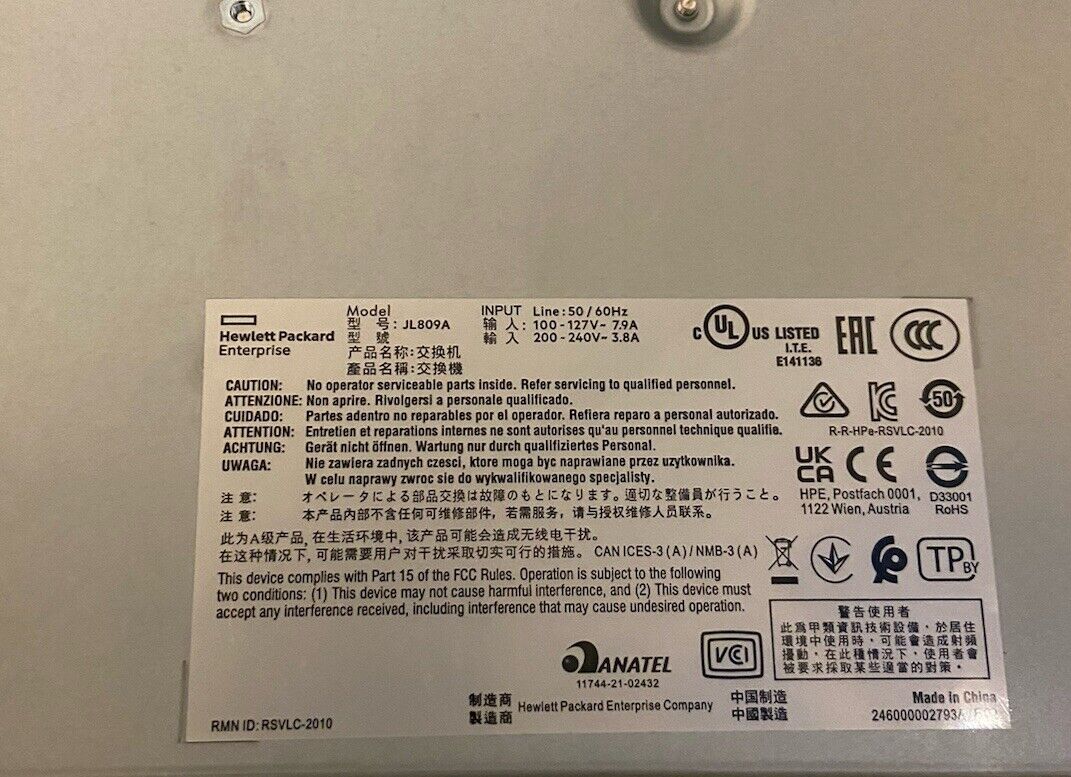 Hewlett Packard
Enterprise
Model
型 号: JL809A
型 號
产品名称:交换机
產品名稱:交換機
INPUT Line: 50 / 60Hz
输 入: 100-127V~ 7.9A
輸 入 200-240V~ 3.8A
C UL US LISTED
I.T.E.
E141136
EAC
CCC
CAUTION: No operator serviceable parts inside. Refer servicing to qualified personnel.
ATTENZIONE: Non aprire. Rivolgersi a personale qualificato.
CUIDADO: Partes adentro no reparables por el operador. Refiera reparo a personal autorizado.
ATTENTION: Entretien et reparations internes ne sont autorises qu'au personnel technique qualifie.
ACHTUNG: Gerät nicht öffnen. Wartung nur durch qualifiziertes Personal.
UWAGA: Nie zawiera zadnych czesci, ktore moga byc naprawiane przez uzytkownika.
W celu naprawy zwroc sie do wykwalifikowanego specjalisty.
注 意: オペレータによる部品交換は故障のもとになります。適切な整備員が行うこと。
注 意: 本产品内部不含任何可维修部件，若需服务，请与授权维修人员联系。
此为A级产品, 在生活环境中, 该产品可能会造成无线电干扰。
在这种情况下, 可能需要用户对干扰采取切实可行的措施。 CAN ICES-3 (A) / NMB-3 (A)
This device complies with Part 15 of the FCC Rules. Operation is subject to the following
two conditions: (1) This device may not cause harmful interference, and (2) This device must
accept any interference received, including interference that may cause undesired operation.
50
R-R-HPe-RSVLC-2010
UK
CA CE
HPE, Postfach 0001,
1122 Wien, Austria
D33001
RoHS
TP BY
警告使用者
此為甲類資訊技術設備，於居住
環境中使用時，可能會造成射頻
擾動，在此種情況下，使用者會
被要求採取某些適當的對策。
ANATEL
11744-21-02432
VCCI
制造商
製造商 Hewlett Packard Enterprise Company
中国制造
中國製造
Made in China
246000002793
RMN ID: RSVLC-2010